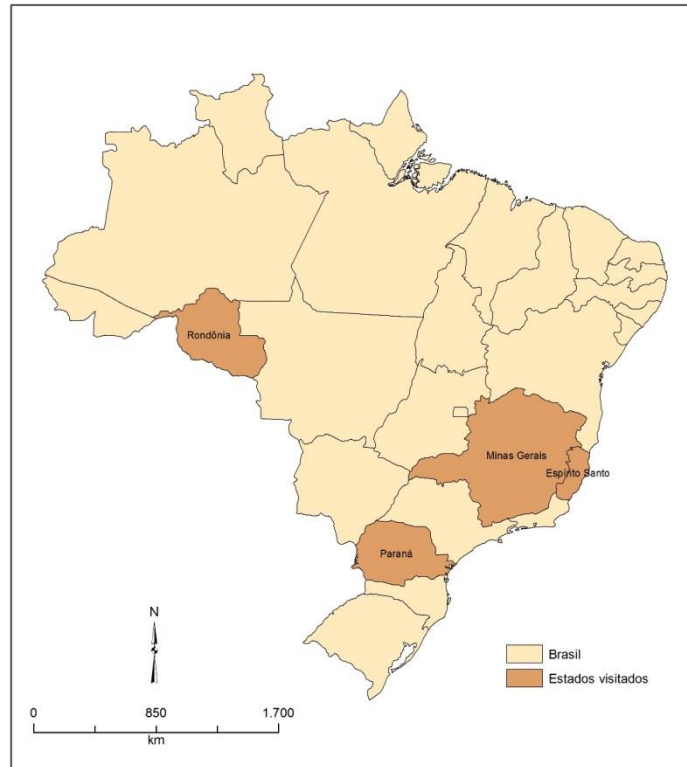 Rondônia
Minas Gerais
Espírito Santo
Paraná
N
Brasil
Estados visitados
0 850 1.700
km